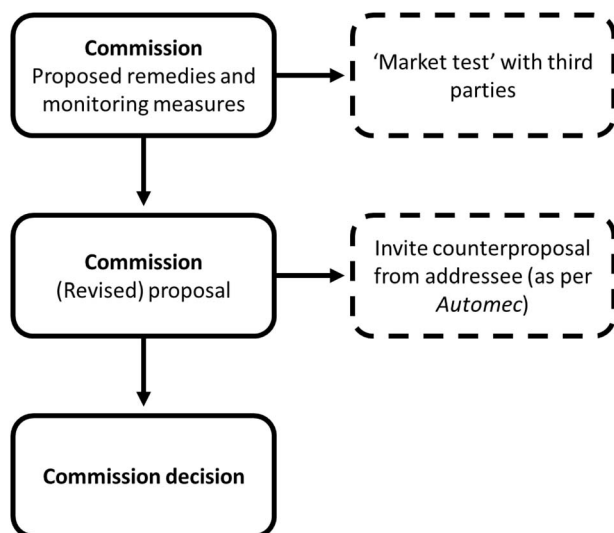 Commission
Proposed remedies and
monitoring measures
‘Market test’ with third
parties
Commission
(Revised) proposal
Invite counterproposal
from addressee (as per
Automec)
Commission decision